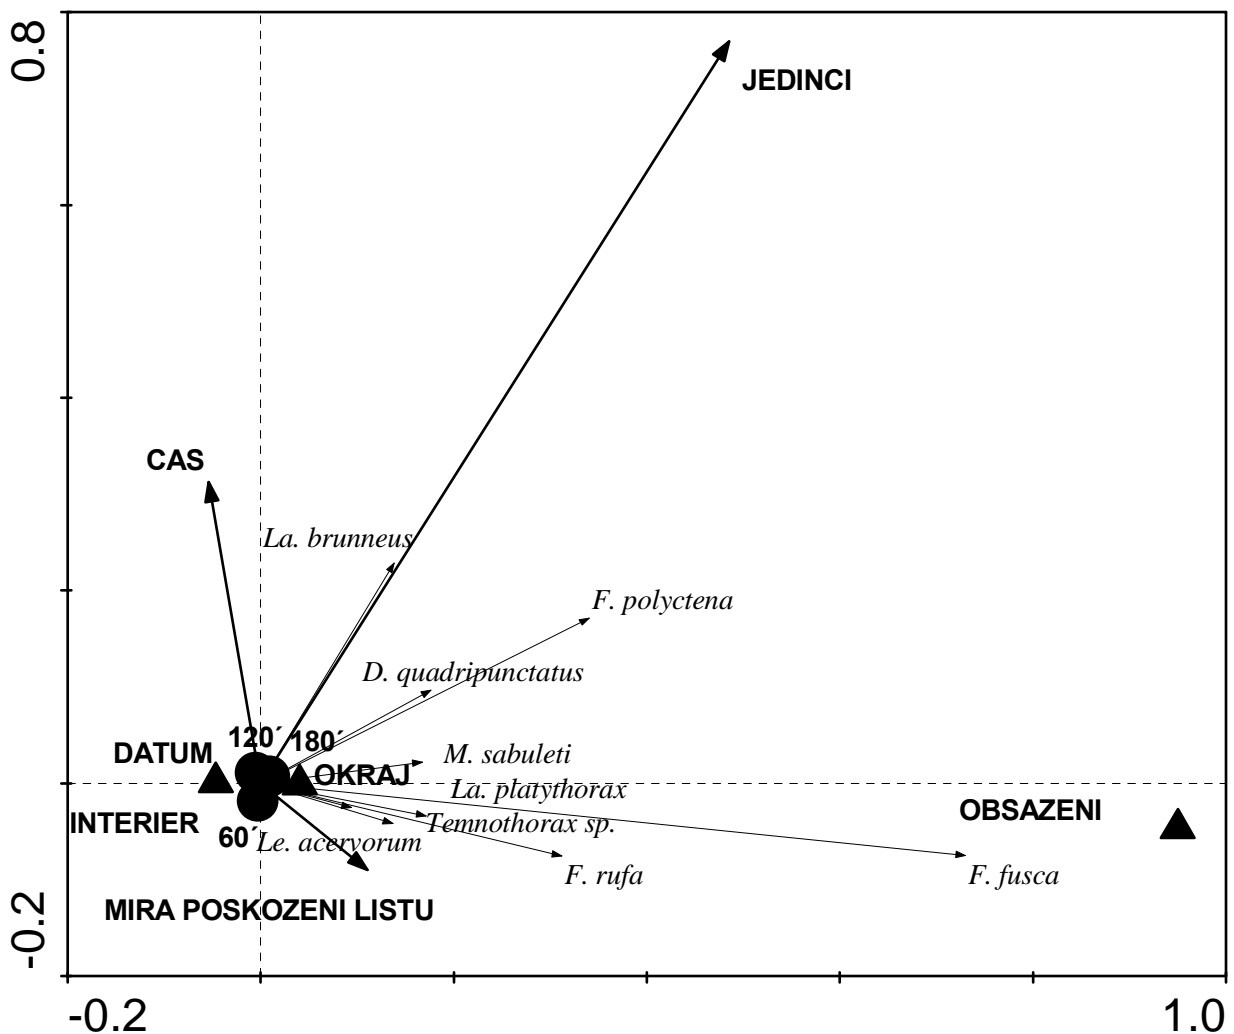 0.8
JEDINCI
CAS
La. brunneus
F. polyctena
D. quadripunctatus
120´ 180´
DATUM
M. sabuleti
OKRAJ
La. platythorax
OBSAZENI
INTERIER
Temnothorax sp.
60´
Le. acervorum
F. rufa
F. fusca
MIRA POSKOZENI LISTU
-0.2
-0.2
1.0